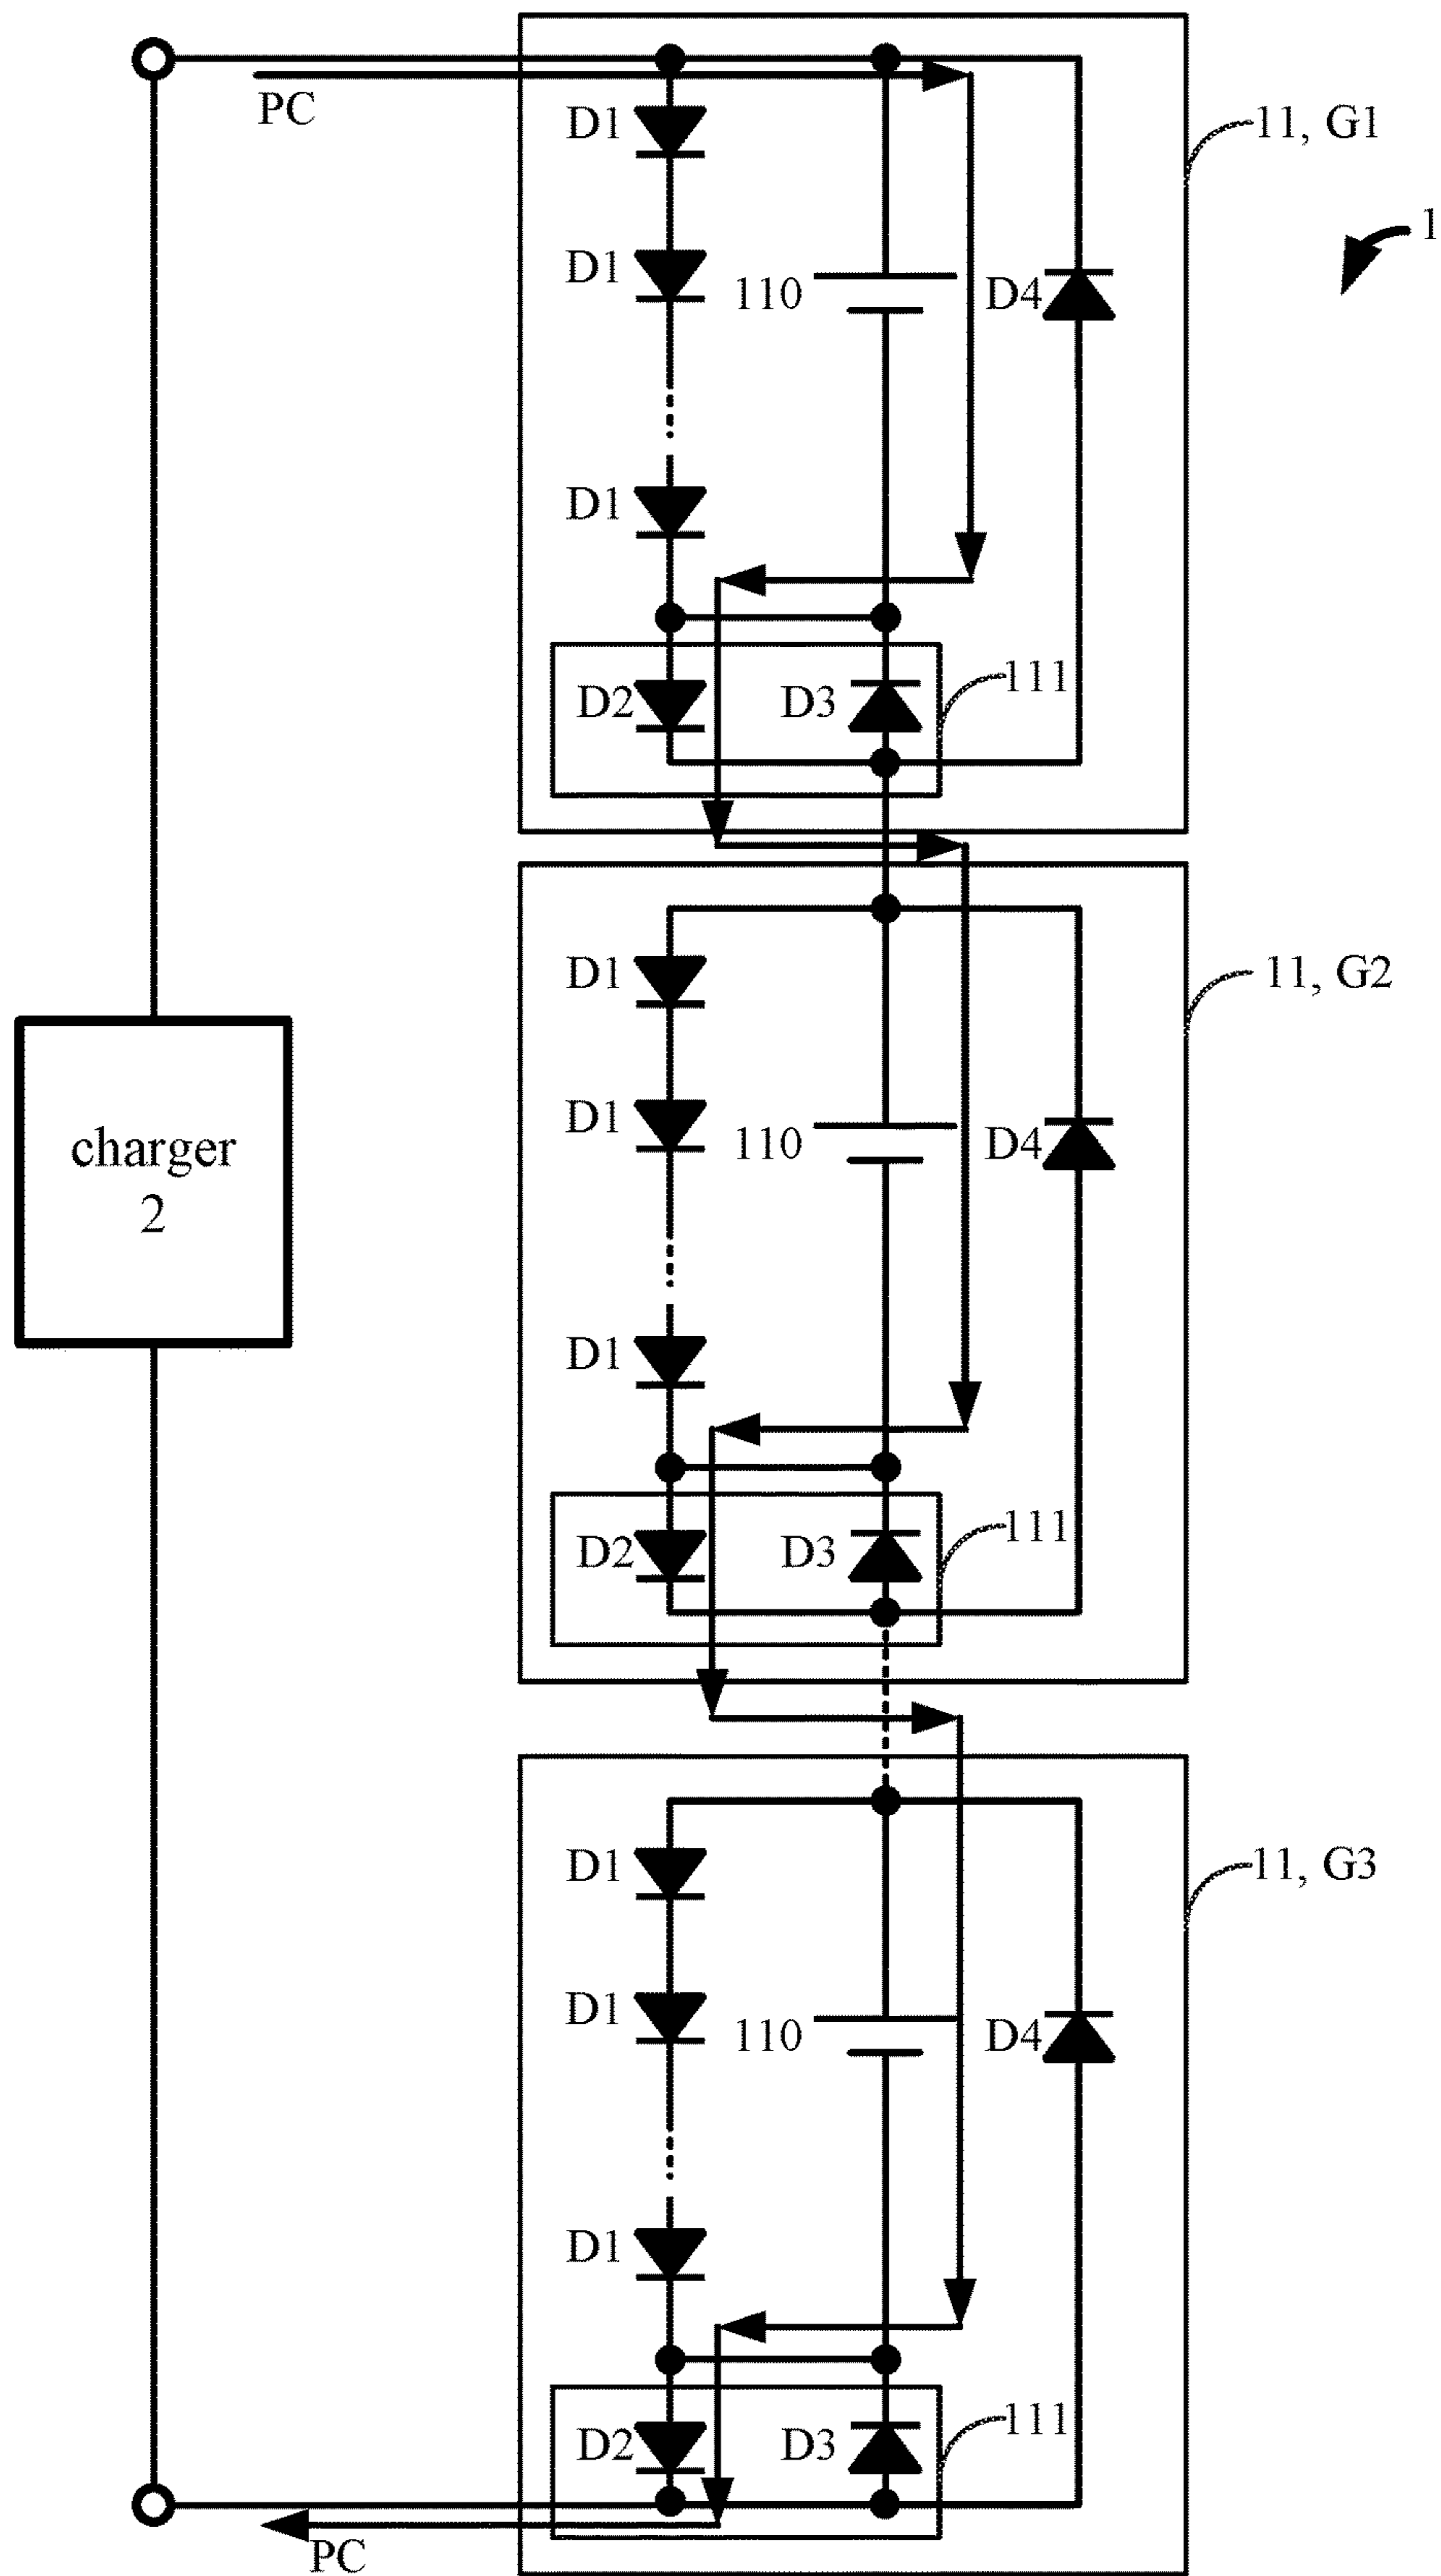 PC
D1
11, G1
1
D1
110
D4
D1
D2
D3
111
D1
11, G2
D1
110
D4
charger
2
D1
D2
D3
111
D1
11, G3
D1
110
D4
D1
D2
D3
111
PC